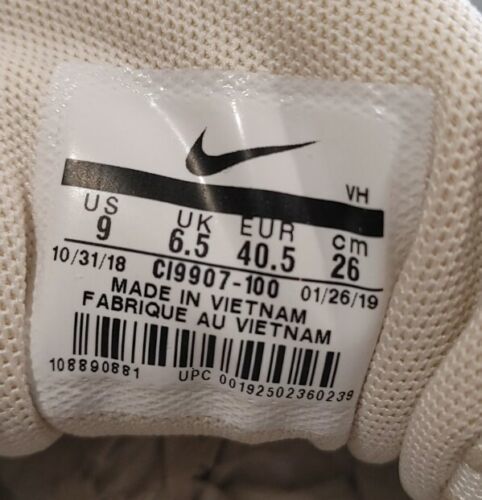 VH
US UK EUR cm
9 6.5 40.5 26
10/31/18 CI9907-100 01/26/19
MADE IN VIETNAM
FABRIQUE AU VIETNAM
108890881 UPC 00192502360239